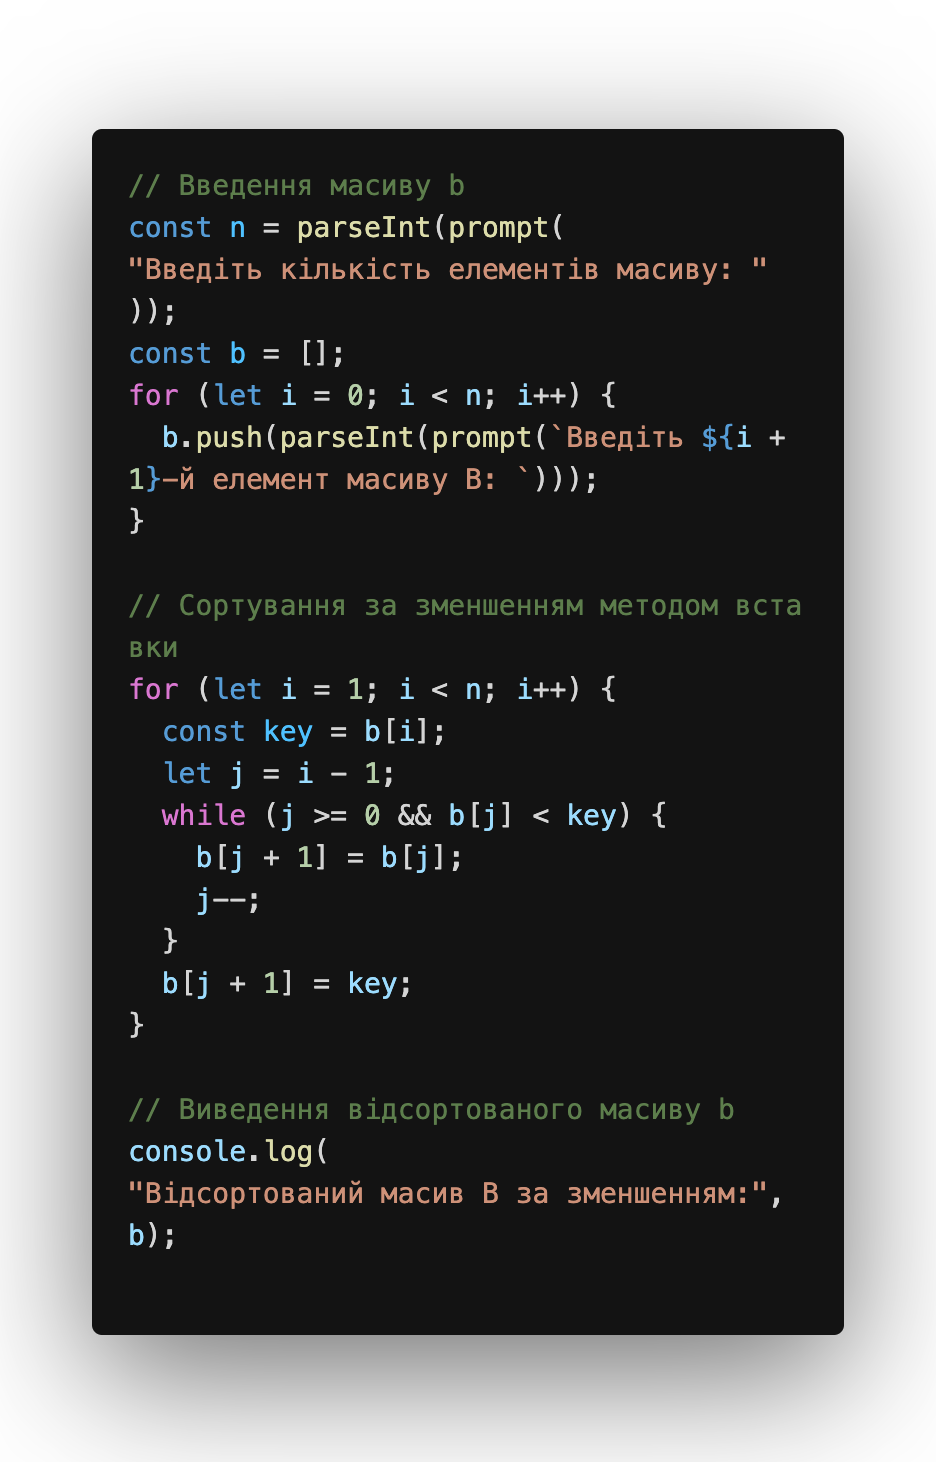 // Введення масиву b
const n = parseInt(prompt(
"Введіть кількість елементів масиву: "
));
const b = [];
for (let i = 0; i < n; i++) {
  b.push(parseInt(prompt(`Введіть ${i +
1}-й елемент масиву B: `)));
}

// Сортування за зменшенням методом вста
вки
for (let i = 1; i < n; i++) {
  const key = b[i];
  let j = i - 1;
  while (j >= 0 && b[j] < key) {
    b[j + 1] = b[j];
    j--;
  }
  b[j + 1] = key;
}

// Виведення відсортованого масиву b
console.log(
"Відсортований масив B за зменшенням:",
b);